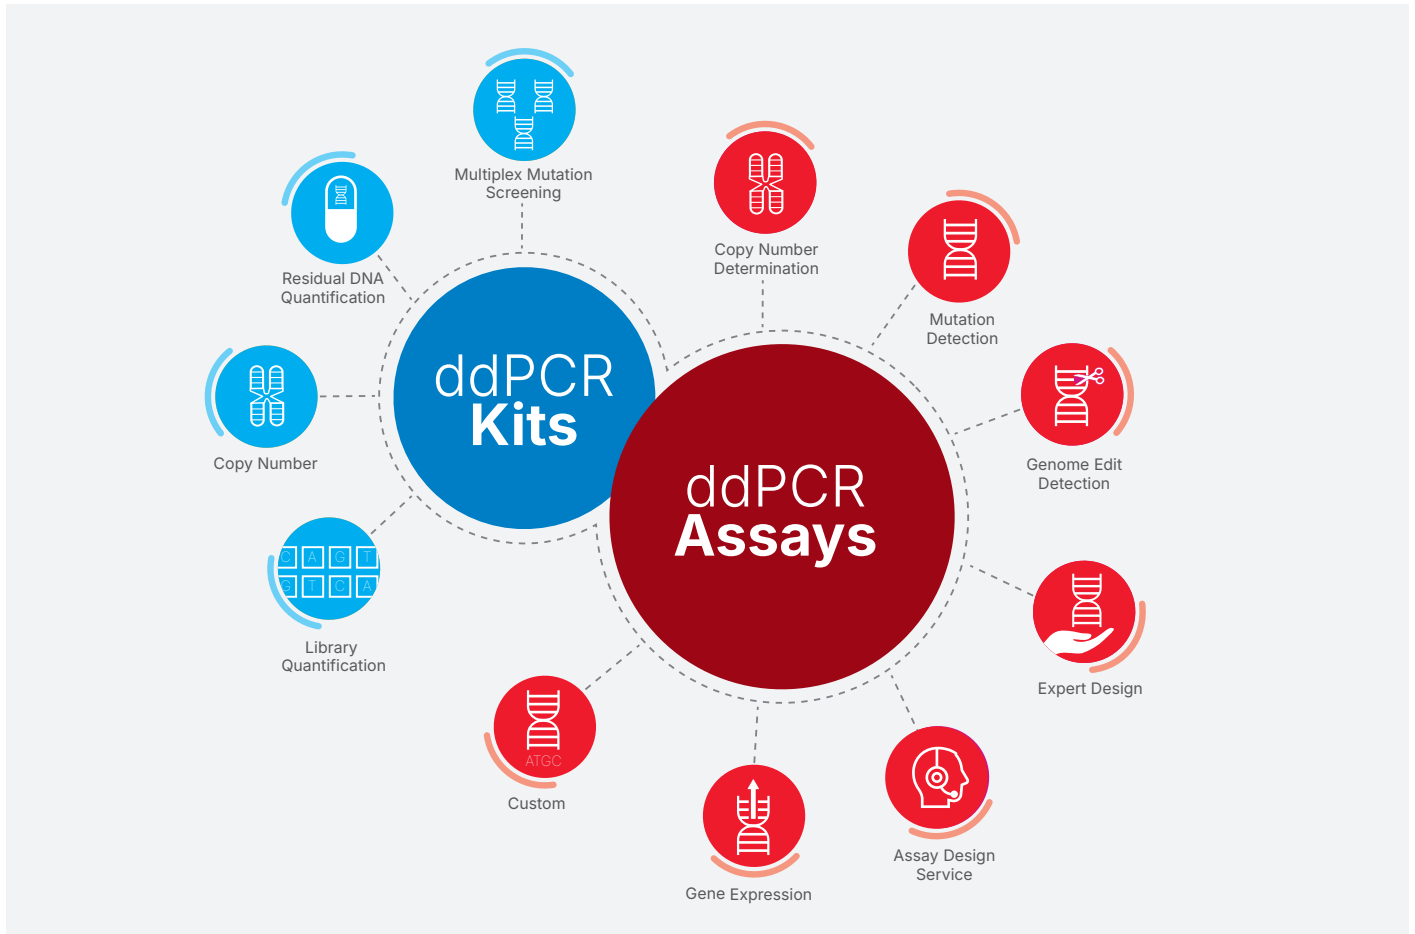 Multiplex Mutation
Screening
Residual DNA
Quantification
Copy Number
C A G T
G T C A
Library
Quantification
ddPCR
Kits
Copy Number
Determination
Mutation
Detection
Genome Edit
Detection
ddPCR
Assays
Expert Design
Assay Design
Service
Gene Expression
ATGC
Custom